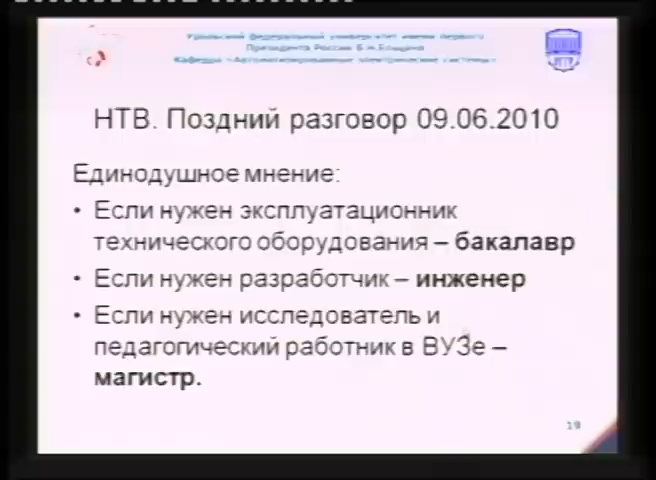 Уральский федеральный университет имени первого
Президента России Б.Н.Ельцина
Кафедра «Автоматизированные электрические системы»
НТВ. Поздний разговор 09.06.2010
Единодушное мнение:
• Если нужен эксплуатационник
технического оборудования – бакалавр
• Если нужен разработчик – инженер
• Если нужен исследователь и
педагогический работник в ВУЗе –
магистр.
19